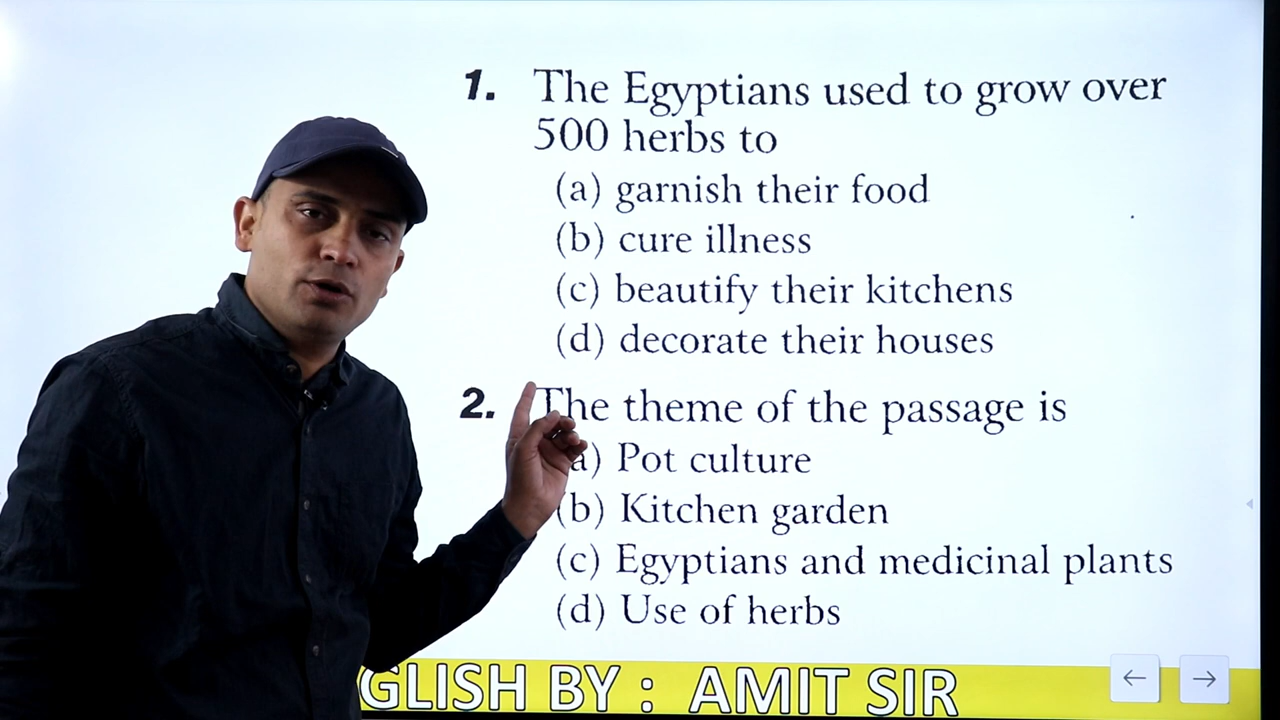 1. The Egyptians used to grow over
500 herbs to
(a) garnish their food
(b) cure illness
(c) beautify their kitchens
(d) decorate their houses
2. The theme of the passage is
a) Pot culture
(b) Kitchen garden
(c) Egyptians and medicinal plants
(d) Use of herbs
GLISH BY : AMIT SIR